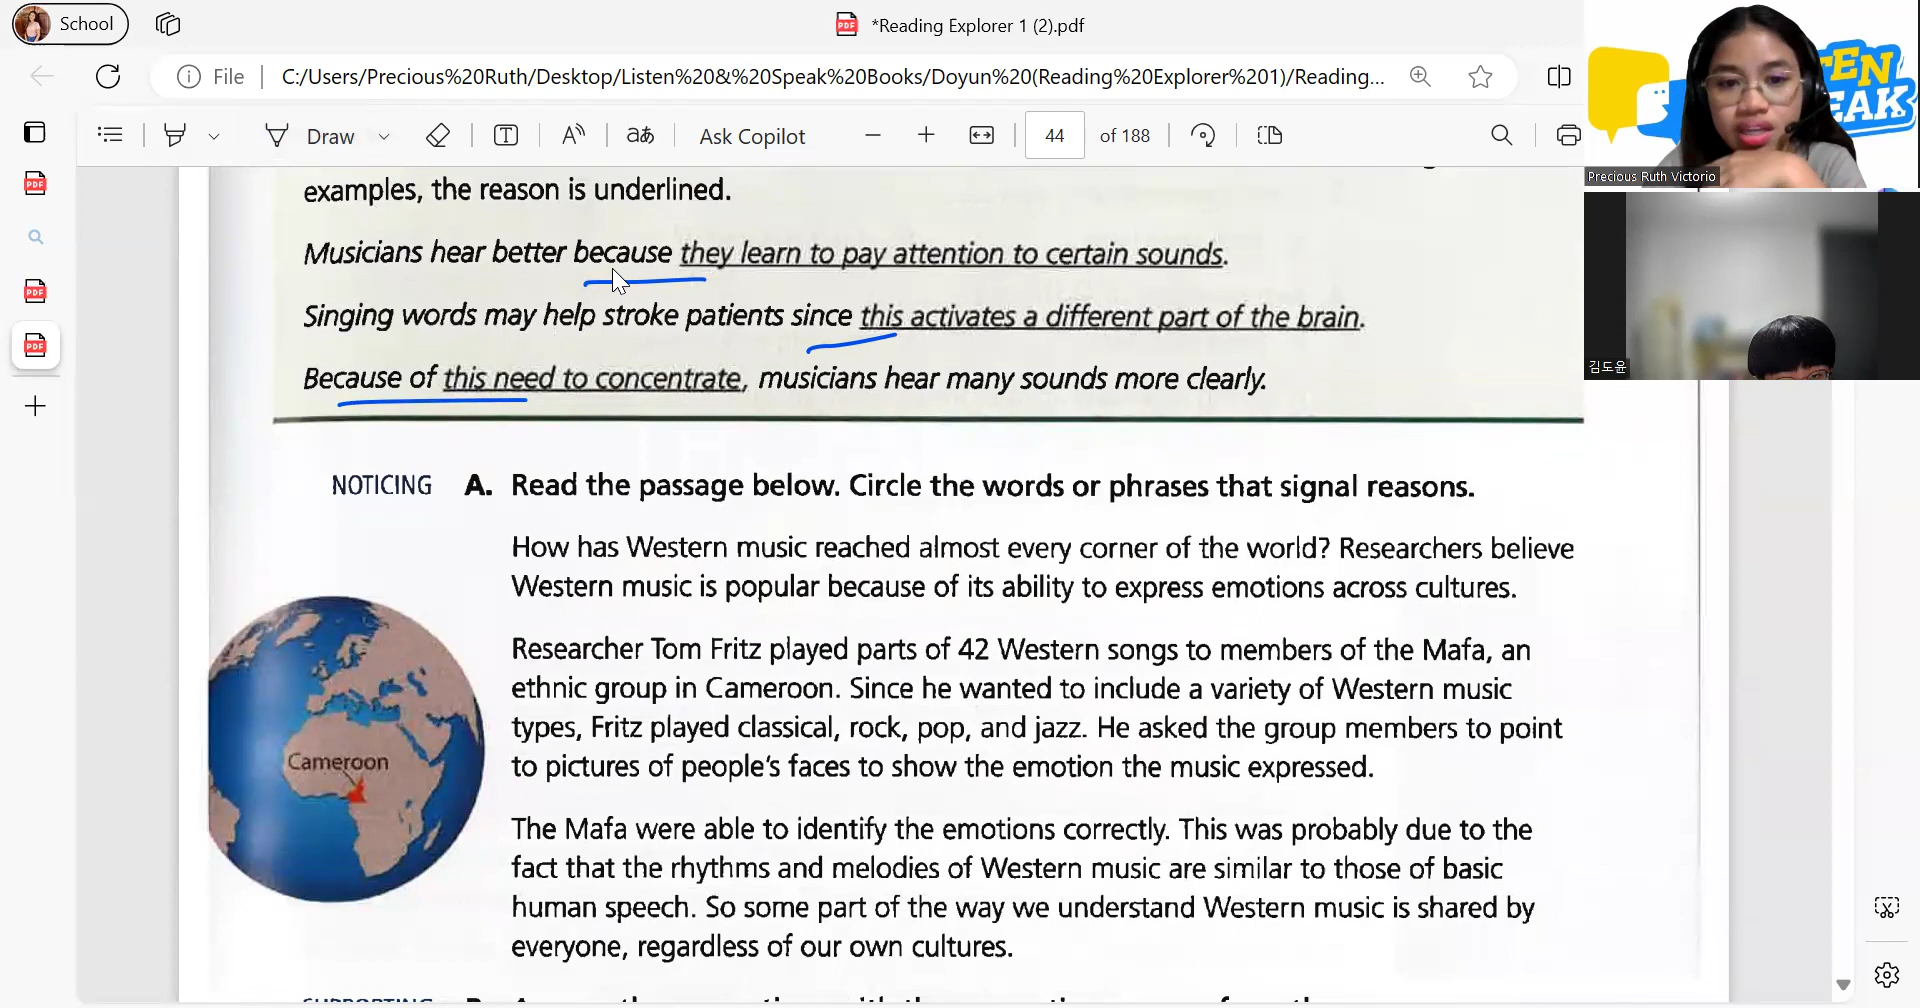 School
*Reading Explorer 1 (2).pdf
File
C:/Users/Precious%20Ruth/Desktop/Listen%20&%20Speak%20Books/Doyun%20(Reading%20Explorer%201)/Reading...
Draw
Ask Copilot
44 of 188
Precious Ruth Victorio
김도윤
examples, the reason is underlined.
Musicians hear better because they learn to pay attention to certain sounds.
Singing words may help stroke patients since this activates a different part of the brain.
Because of this need to concentrate, musicians hear many sounds more clearly.
NOTICING A. Read the passage below. Circle the words or phrases that signal reasons.
How has Western music reached almost every corner of the world? Researchers believe
Western music is popular because of its ability to express emotions across cultures.
Researcher Tom Fritz played parts of 42 Western songs to members of the Mafa, an
ethnic group in Cameroon. Since he wanted to include a variety of Western music
types, Fritz played classical, rock, pop, and jazz. He asked the group members to point
to pictures of people's faces to show the emotion the music expressed.
Cameroon
The Mafa were able to identify the emotions correctly. This was probably due to the
fact that the rhythms and melodies of Western music are similar to those of basic
human speech. So some part of the way we understand Western music is shared by
everyone, regardless of our own cultures.